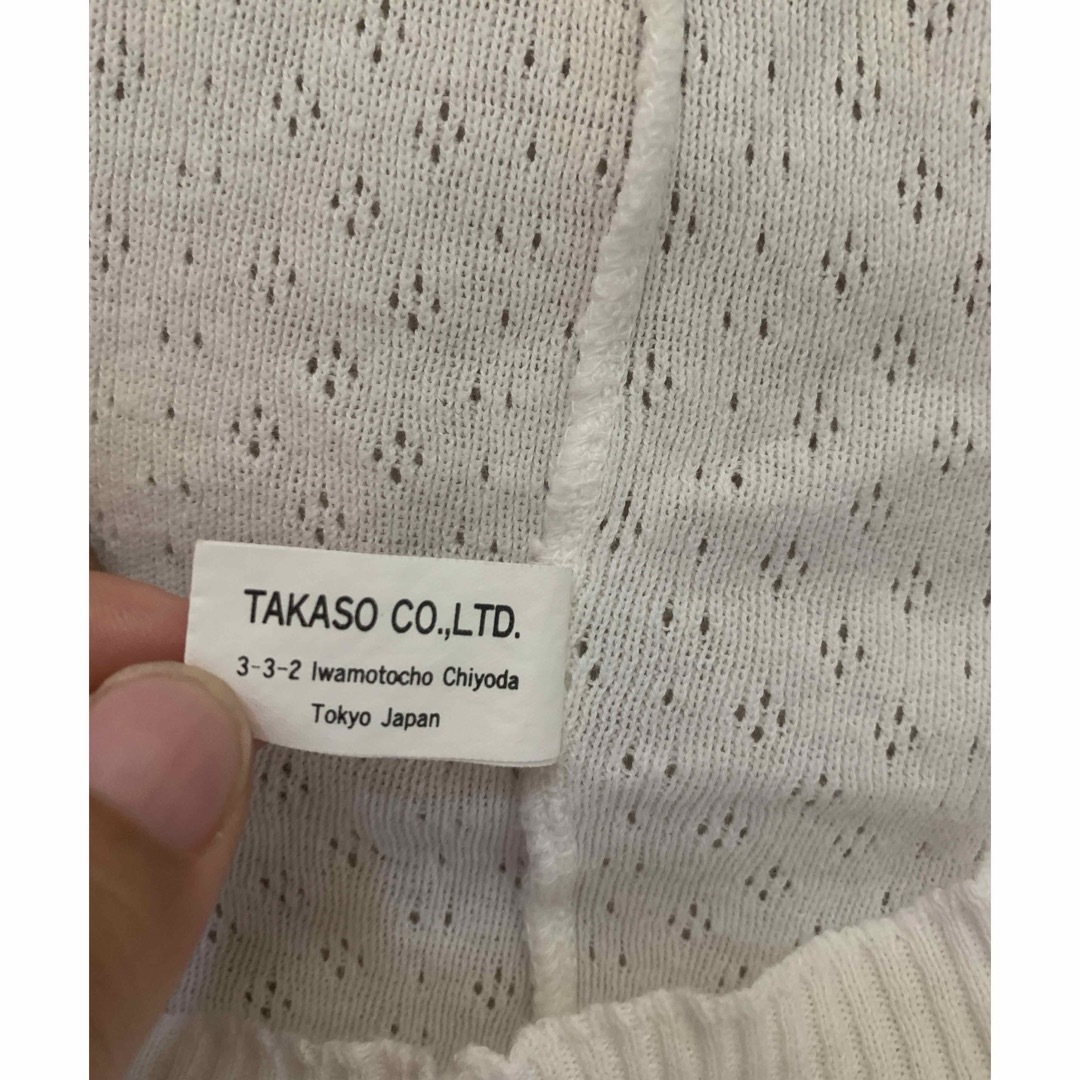 TAKASO CO.,LTD.
3-3-2 Iwamotocho Chiyoda
Tokyo Japan